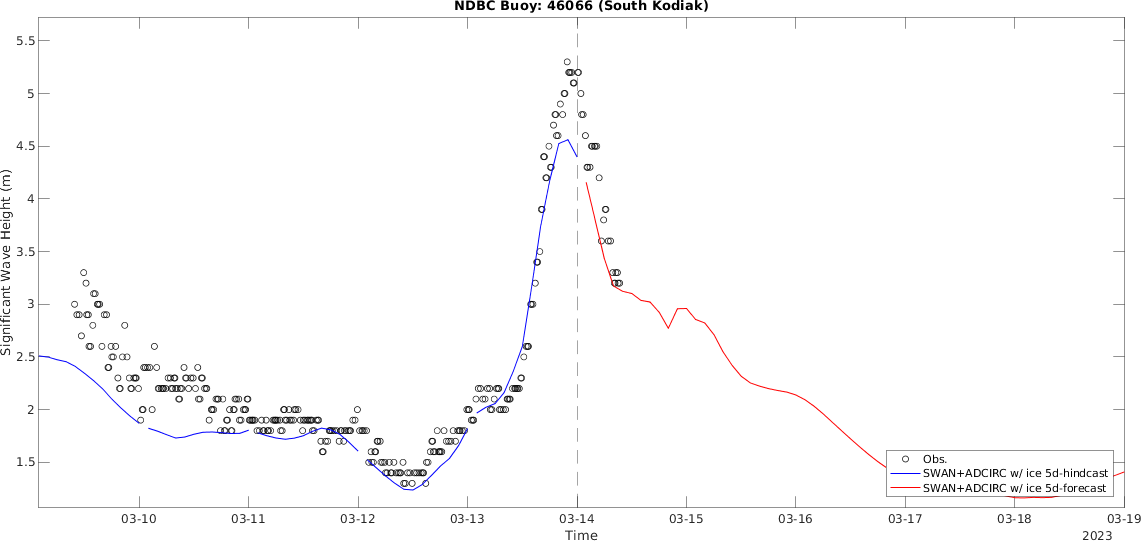 NDBC Buoy: 46066 (South Kodiak)
5.5
5
4.5
4
3.5
3
2.5
2
1.5
Significant Wave Height (m)
Obs.
SWAN+ADCIRC w/ ice 5d-hindcast
SWAN+ADCIRC w/ ice 5d-forecast
03-10 03-11 03-12 03-13 03-14 03-15 03-16 03-17 03-18 03-19
Time
2023